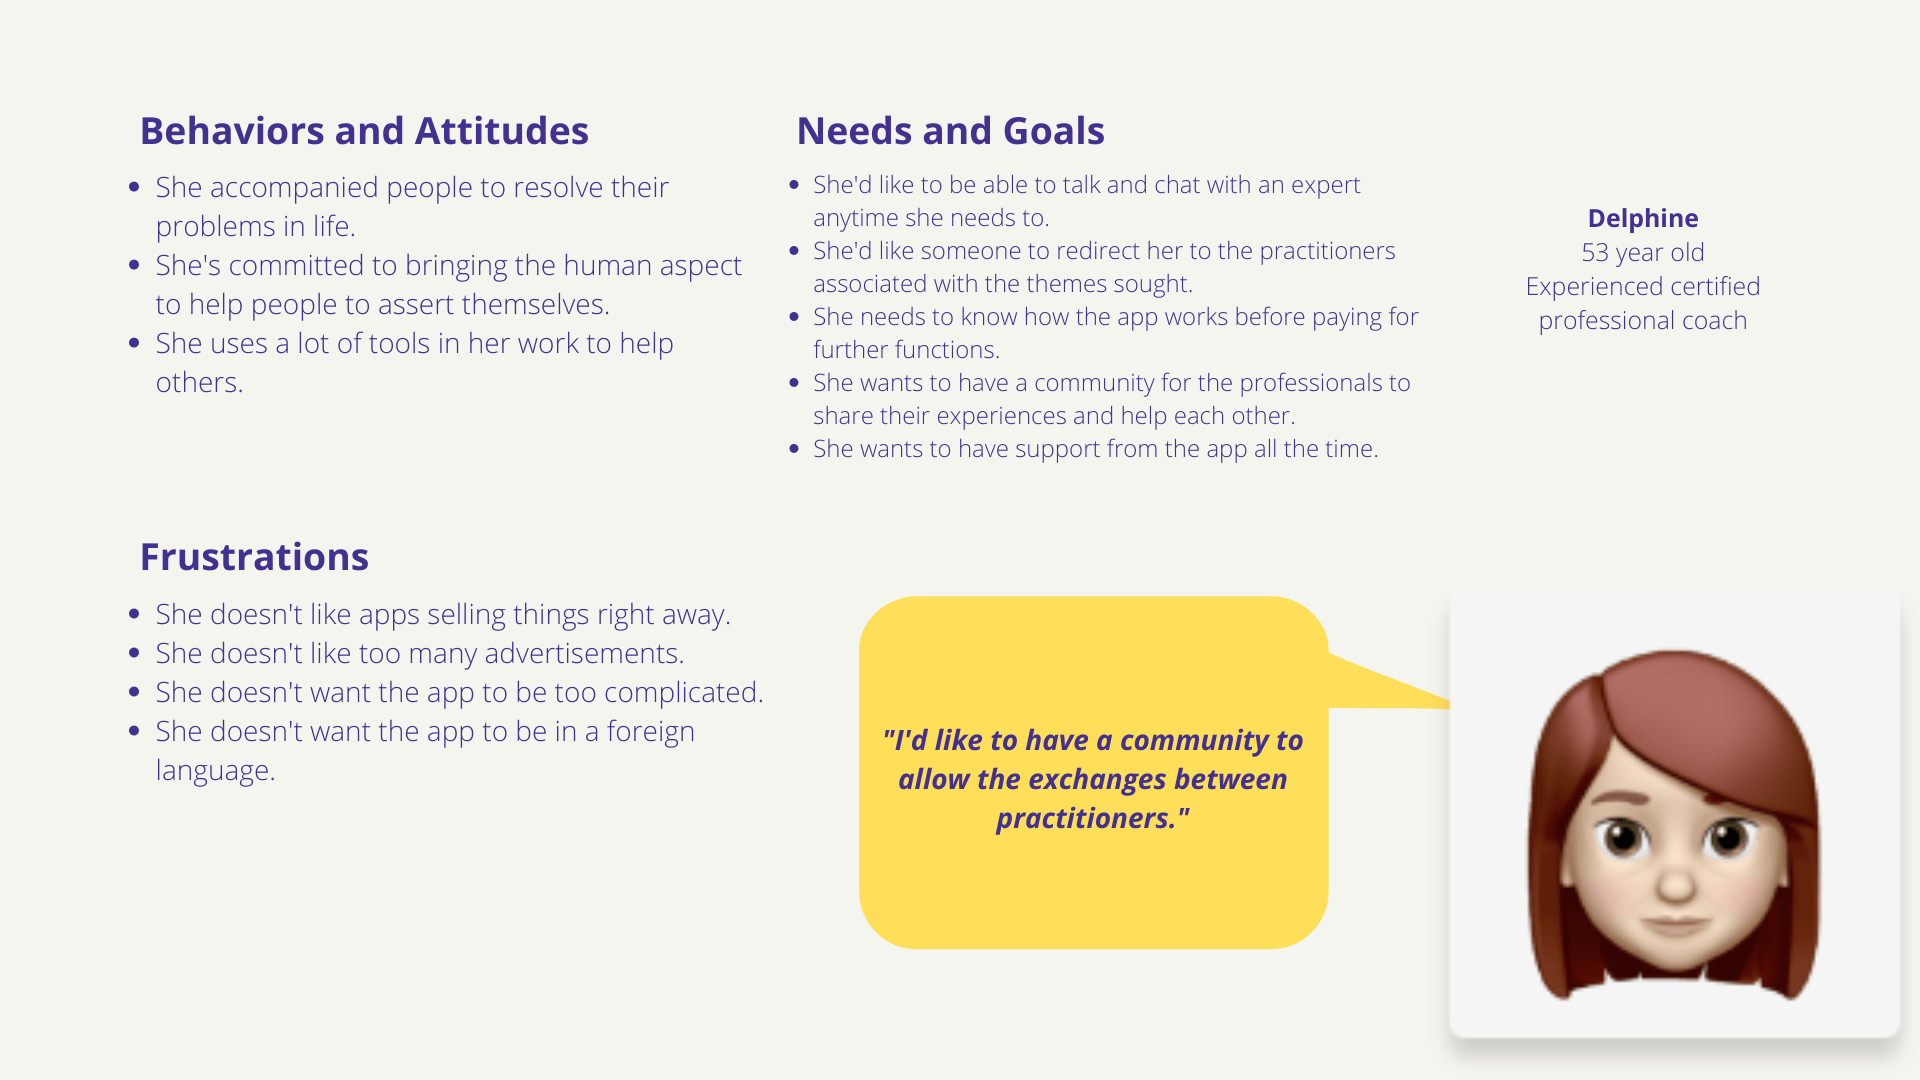 Behaviors and Attitudes
• She accompanied people to resolve their
problems in life.
• She's committed to bringing the human aspect
to help people to assert themselves.
• She uses a lot of tools in her work to help
others.
Needs and Goals
• She'd like to be able to talk and chat with an expert
anytime she needs to.
• She'd like someone to redirect her to the practitioners
associated with the themes sought.
• She needs to know how the app works before paying for
further functions.
• She wants to have a community for the professionals to
share their experiences and help each other.
• She wants to have support from the app all the time.
Delphine
53 year old
Experienced certified
professional coach
Frustrations
• She doesn't like apps selling things right away.
• She doesn't like too many advertisements.
• She doesn't want the app to be too complicated.
• She doesn't want the app to be in a foreign
language.
"I'd like to have a community to
allow the exchanges between
practitioners."